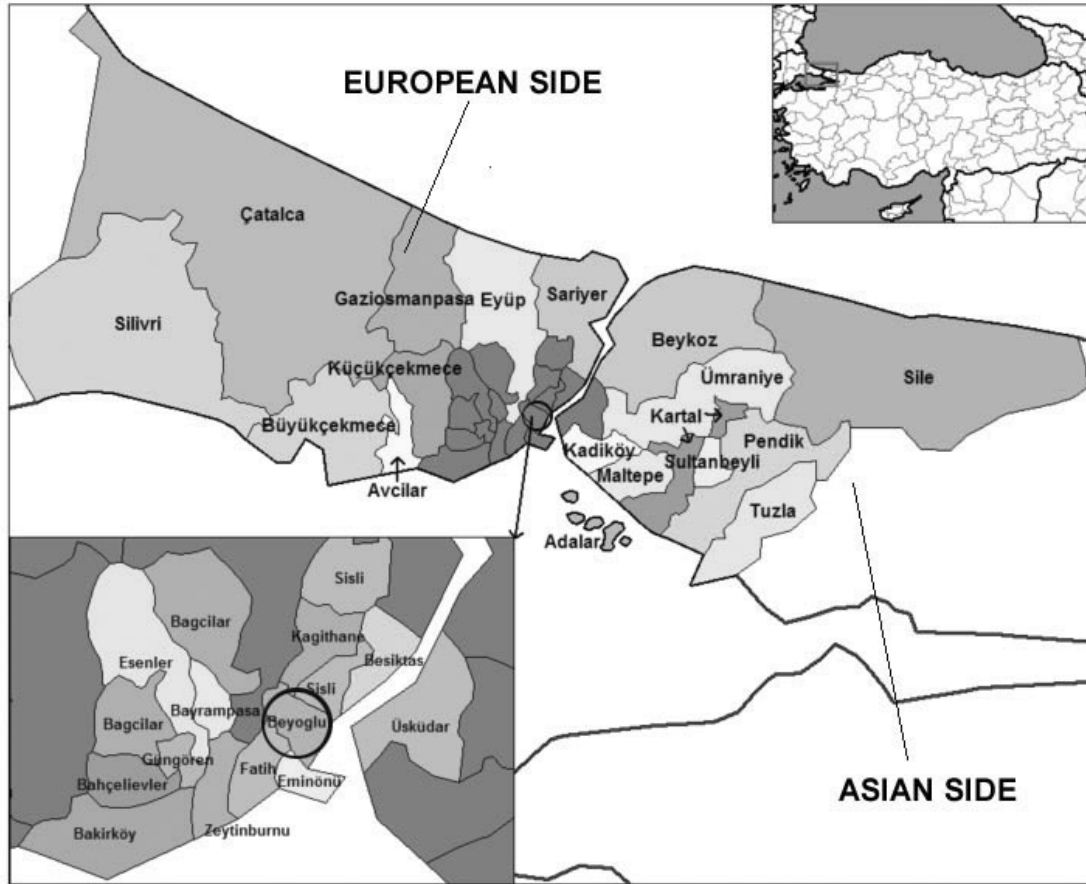 EUROPEAN SIDE
Çatalca
Gaziosmanpasa
Eyüp
Sariyer
Silivri
Beykoz
Küçükçekmece
Ümraniye
Sile
Büyükçekmece
Kartal
Kadiköy
Pendik
Sultanbeyli
Maltepe
Avcilar
Tuzla
Adalar
Sisli
Bagcilar
Kagithane
Esenler
Besiktas
Sisli
Bayrampasa
Bagcilar
Beyoglu
Üsküdar
Güngören
Fatih
Eminönü
Bahçelievler
Bakirköy
Zeytinburnu
ASIAN SIDE